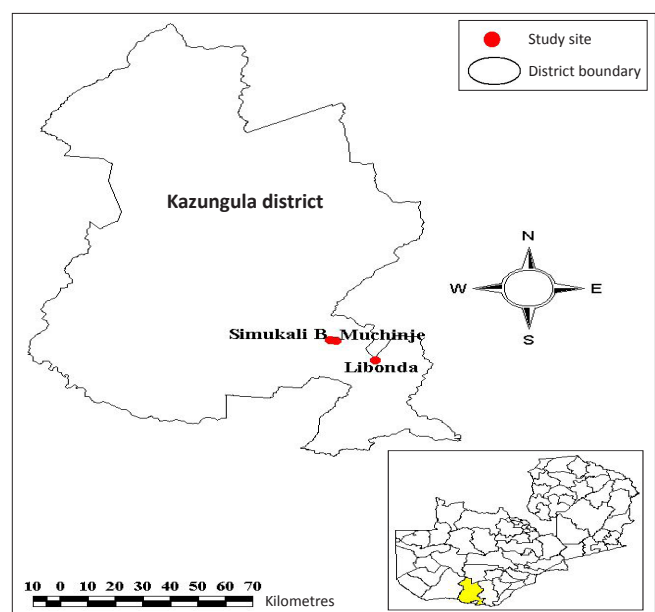 Study site
District boundary
Kazungula district
N
W E
S
Simukali B Muchinje
Libonda
10 0 10 20 30 40 50 60 70 Kilometres